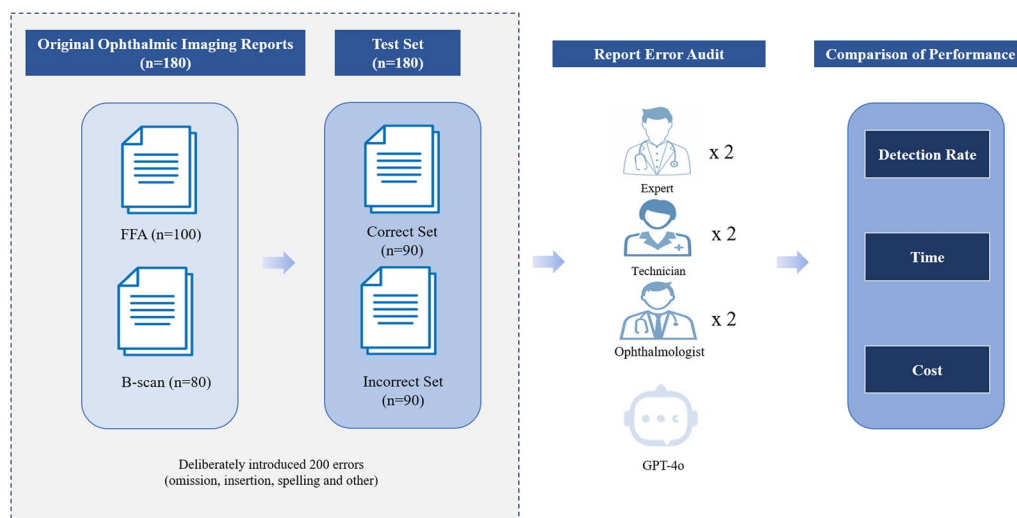 Original Ophthalmic Imaging Reports
(n=180)
FFA (n=100)
B-scan (n=80)
Test Set
(n=180)
Correct Set
(n=90)
Incorrect Set
(n=90)
Deliberately introduced 200 errors
(omission, insertion, spelling and other)
Report Error Audit
x 2
Expert
x 2
Technician
x 2
Ophthalmologist
GPT-4o
Comparison of Performance
Detection Rate
Time
Cost